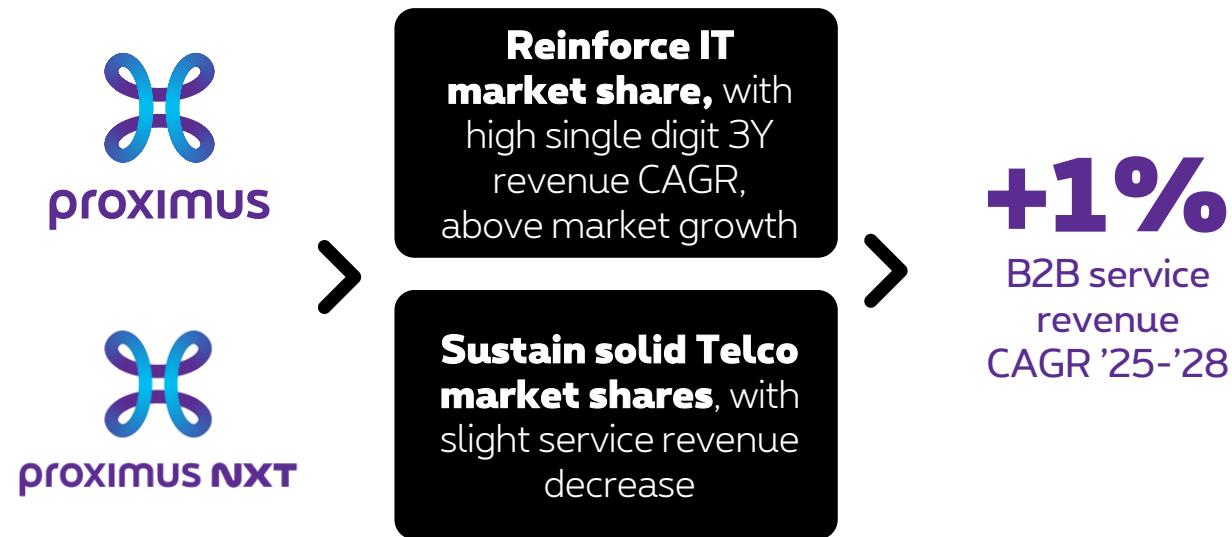 proximus
proximus NXT
Reinforce IT
market share, with
high single digit 3Y
revenue CAGR,
above market growth
Sustain solid Telco
market shares, with
slight service revenue
decrease
+1%
B2B service
revenue
CAGR ’25-’28